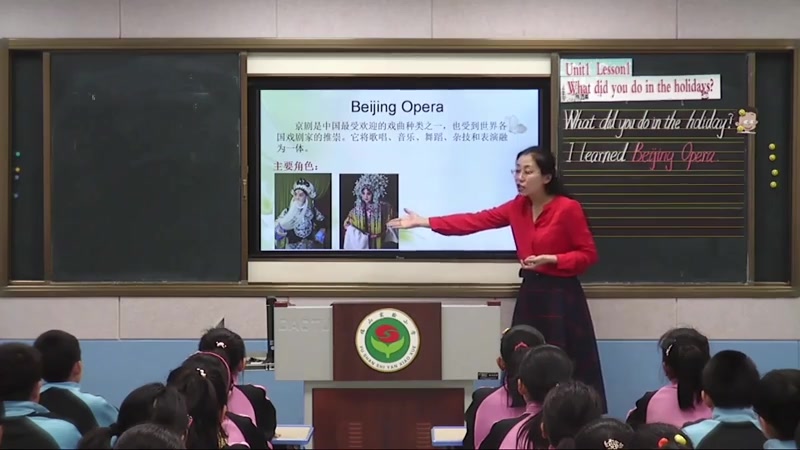 Beijing Opera
京剧是中国最受欢迎的戏曲种类之一，也受到世界各
国戏剧家的推崇。它将歌唱、音乐、舞蹈、杂技和表演融
为一体。
主要角色：
Unit1 Lesson1
What did you do in the holidays?
What did you do in the holiday?
I learned Beijing Opera.